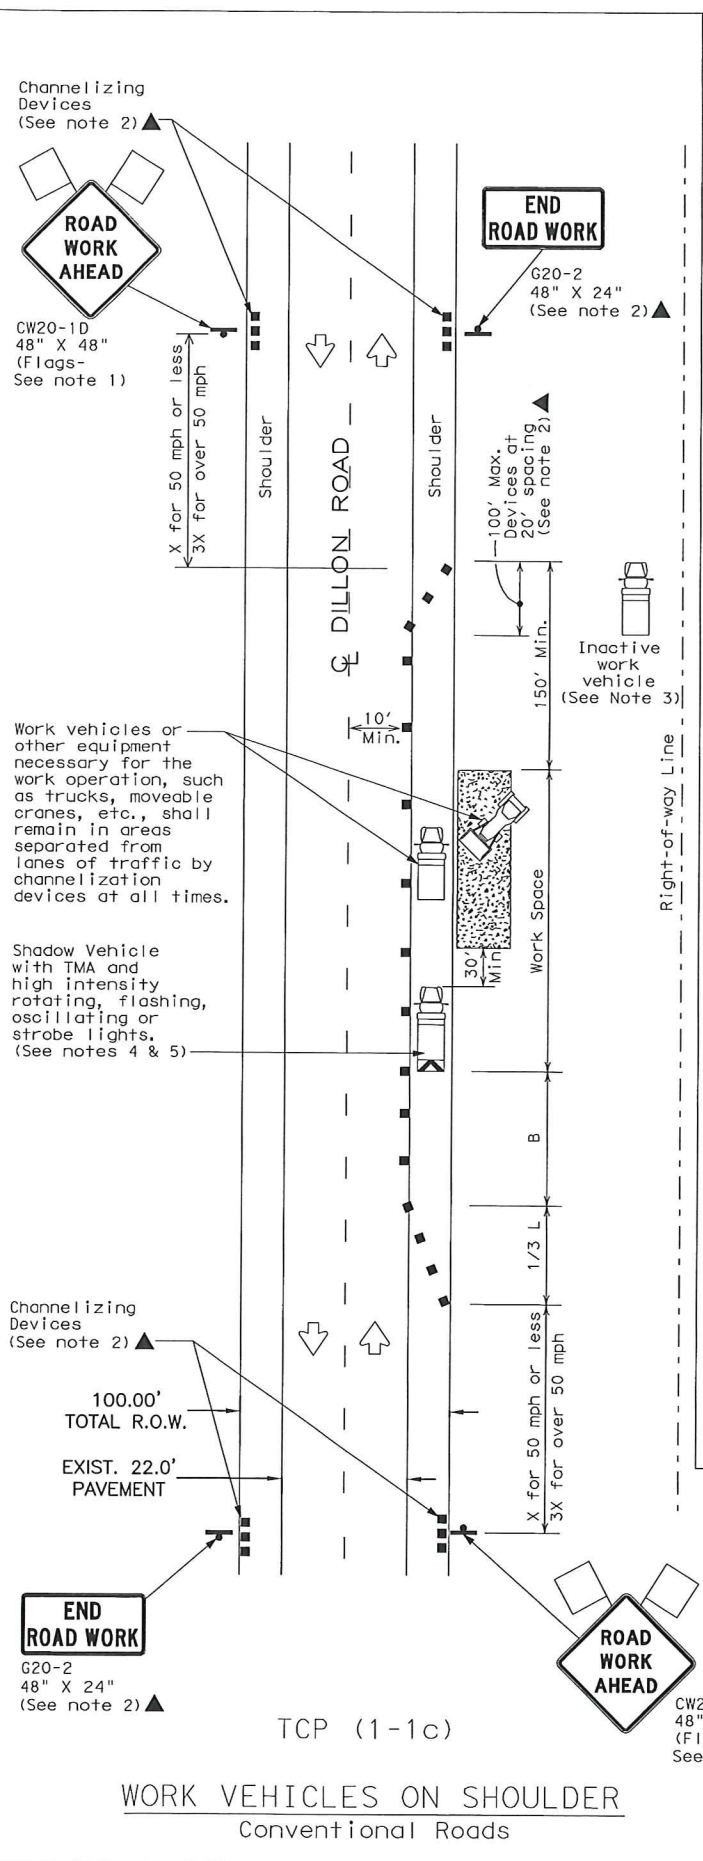 Channelizing
Devices
(See note 2)
ROAD
WORK
AHEAD
CW20-1D
48" X 48"
(Flags-
See note 1)
END
ROAD WORK
G20-2
48" X 24"
(See note 2)
X for 50 mph or less
3X for over 50 mph
Shoulder
℄ DILLON ROAD
Shoulder
100' Max.
Devices at
20' spacing
(See note 2)
150' Min.
Inactive
work
vehicle
(See Note 3)
10'
Min.
Right-of-way Line
Work vehicles or
other equipment
necessary for the
work operation, such
as trucks, moveable
cranes, etc., shall
remain in areas
separated from
lanes of traffic by
channelization
devices at all times.
Work Space
30'
Min
Shadow Vehicle
with TMA and
high intensity
rotating, flashing,
oscillating or
strobe lights.
(See notes 4 & 5)
B
1/3 L
Channelizing
Devices
(See note 2)
X for 50 mph or less
3X for over 50 mph
100.00'
TOTAL R.O.W.
EXIST. 22.0'
PAVEMENT
END
ROAD WORK
G20-2
48" X 24"
(See note 2)
ROAD
WORK
AHEAD
CW2
48"
(Fl
See
TCP (1-1c)
WORK VEHICLES ON SHOULDER
Conventional Roads